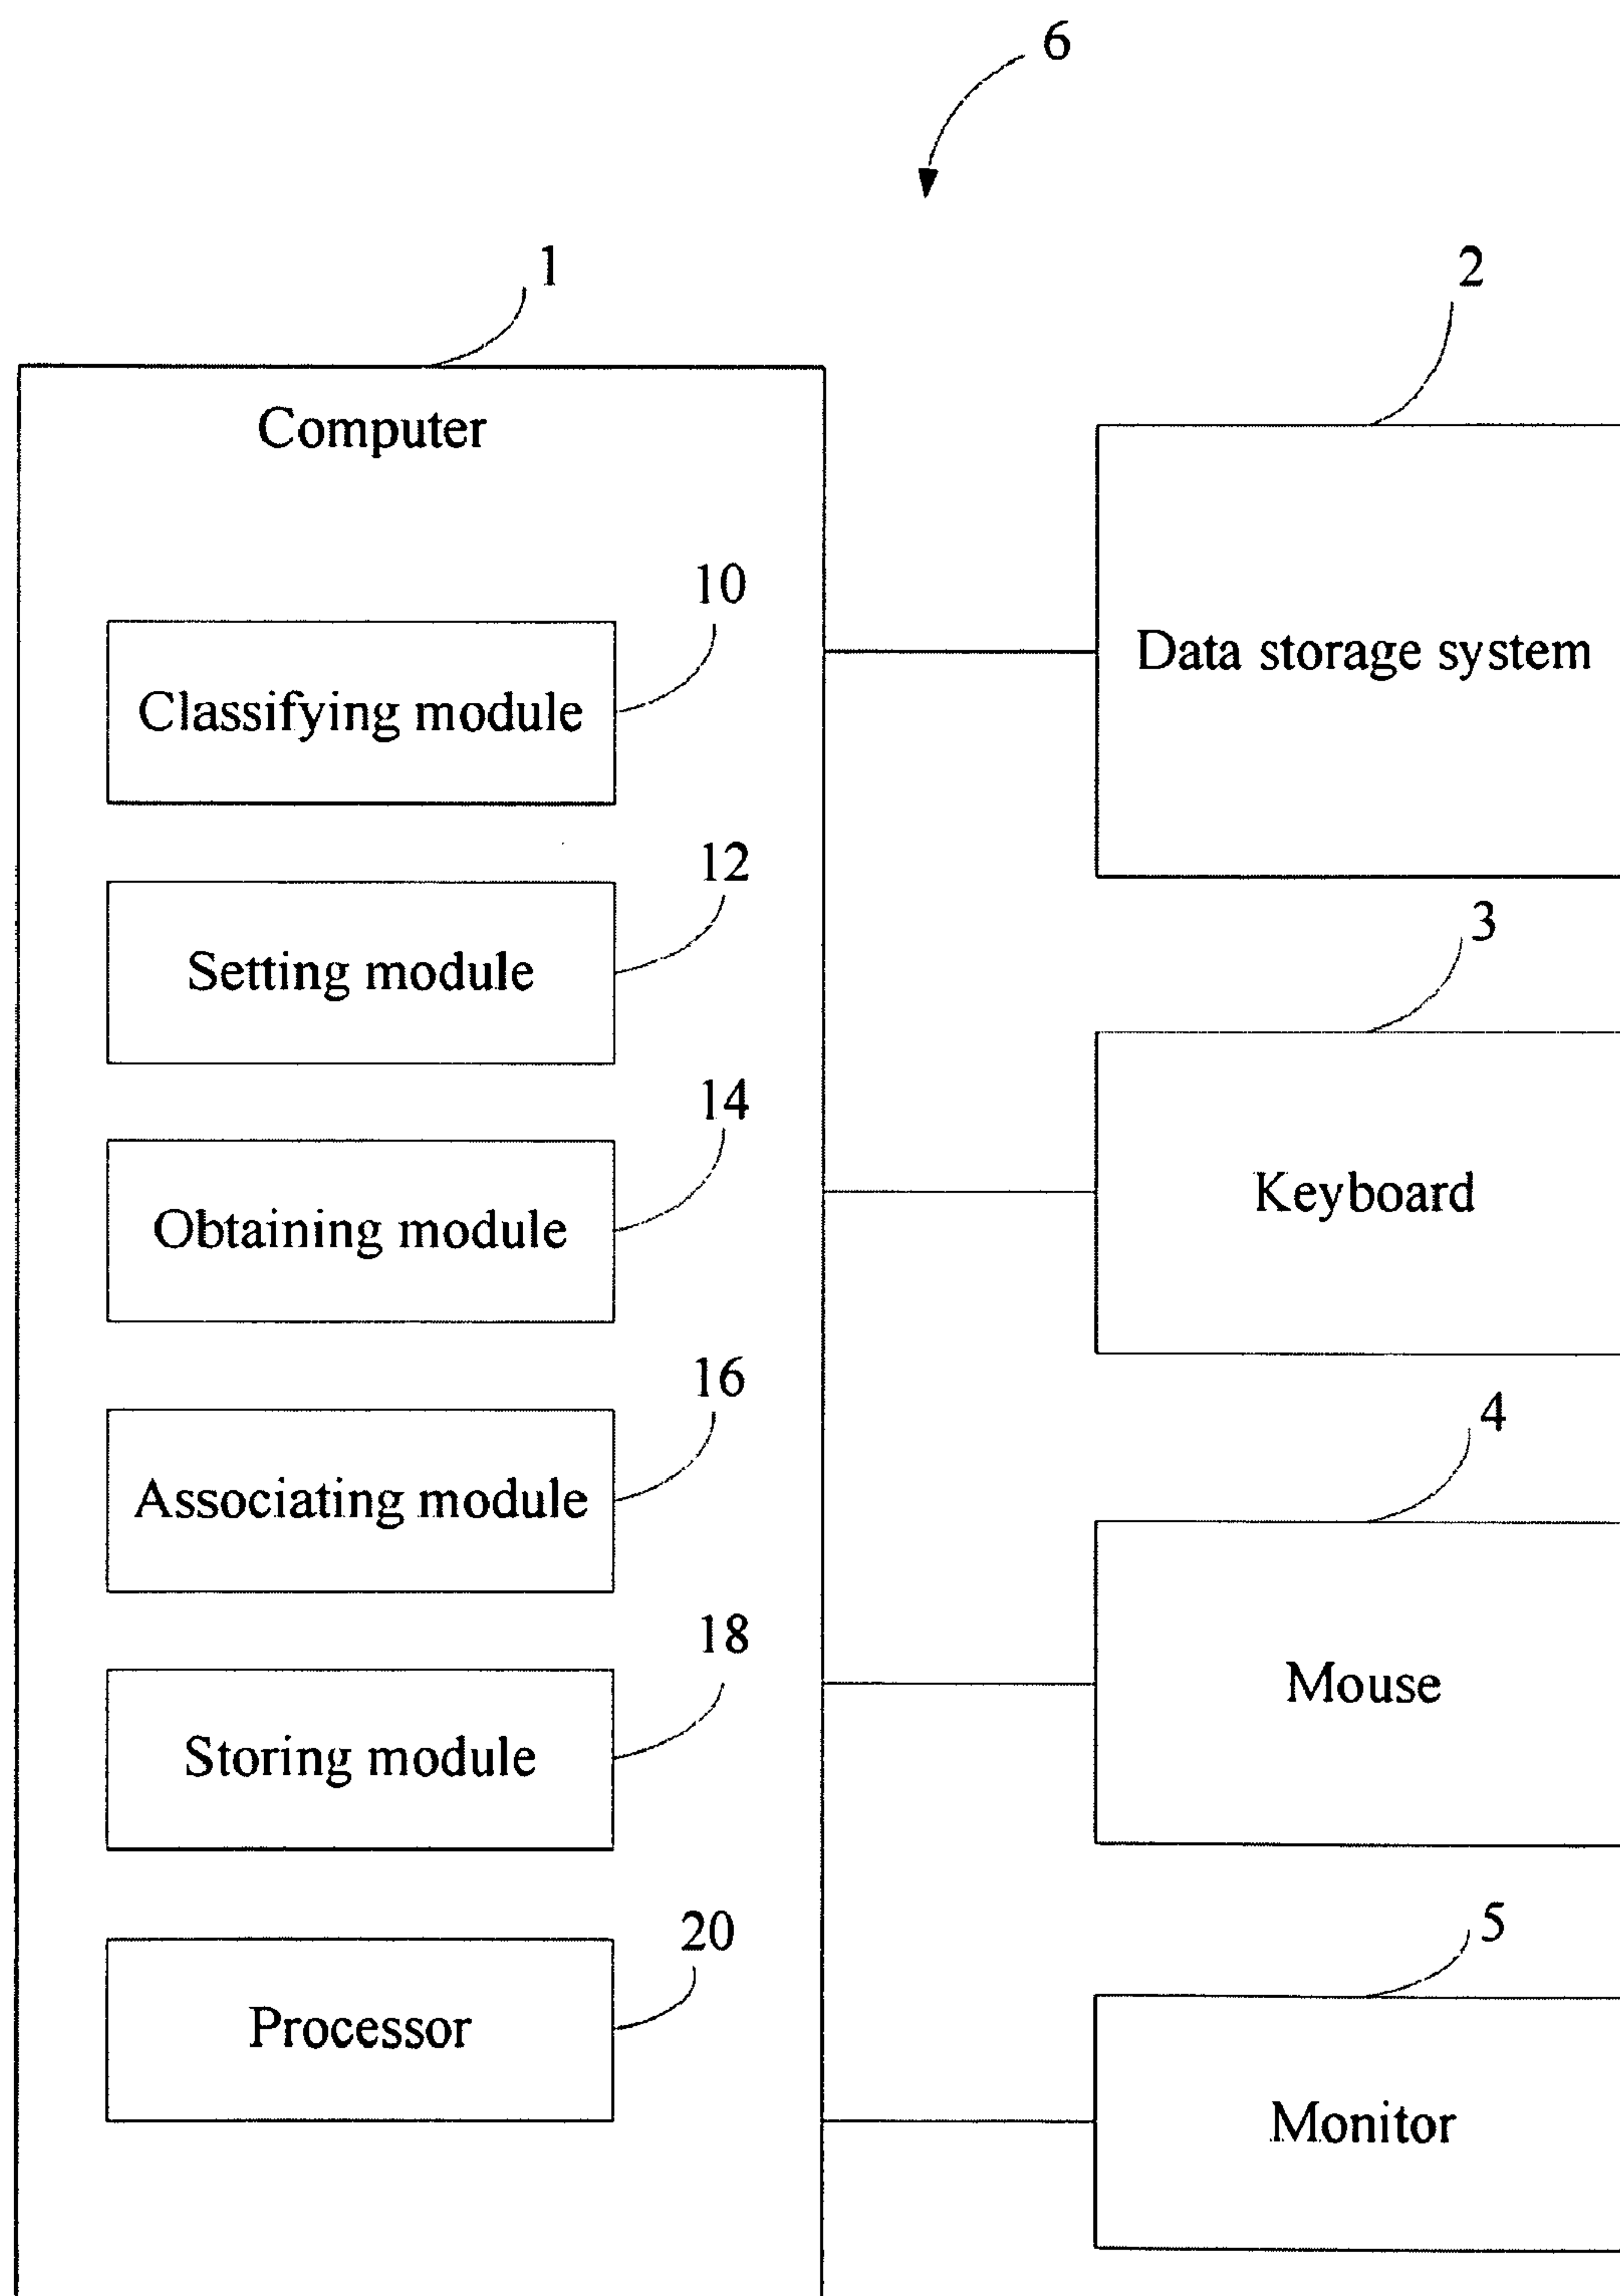 6
1
2
Computer
10
Classifying module
Data storage system
12
Setting module
3
14
Keyboard
Obtaining module
16
4
Associating module
18
Mouse
Storing module
20
5
Processor
Monitor